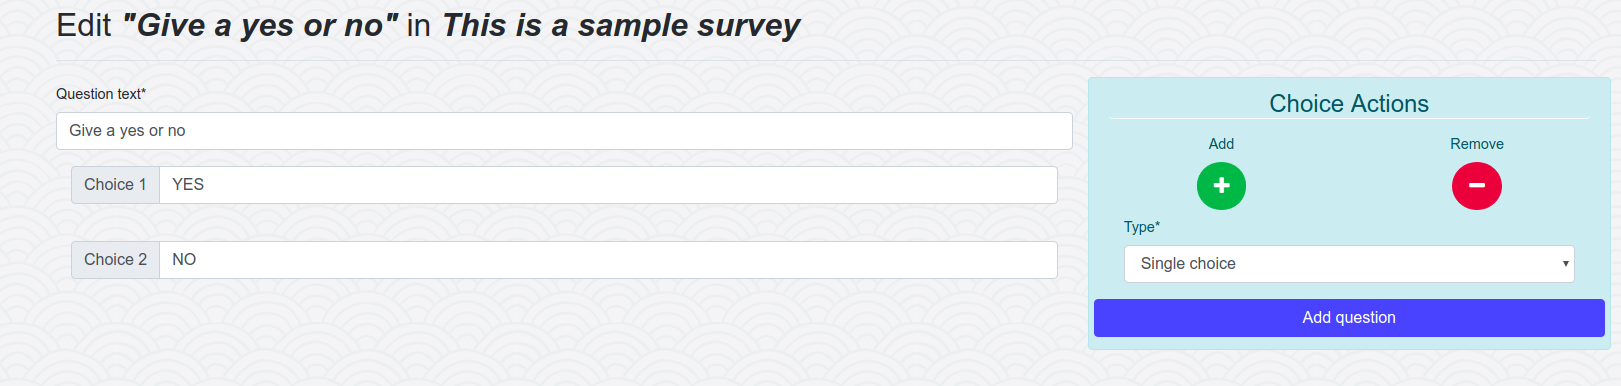 Edit "Give a yes or no" in This is a sample survey
Question text*
Give a yes or no
Choice 1 YES
Choice 2 NO
Choice Actions
Add Remove
Type*
Single choice
Add question